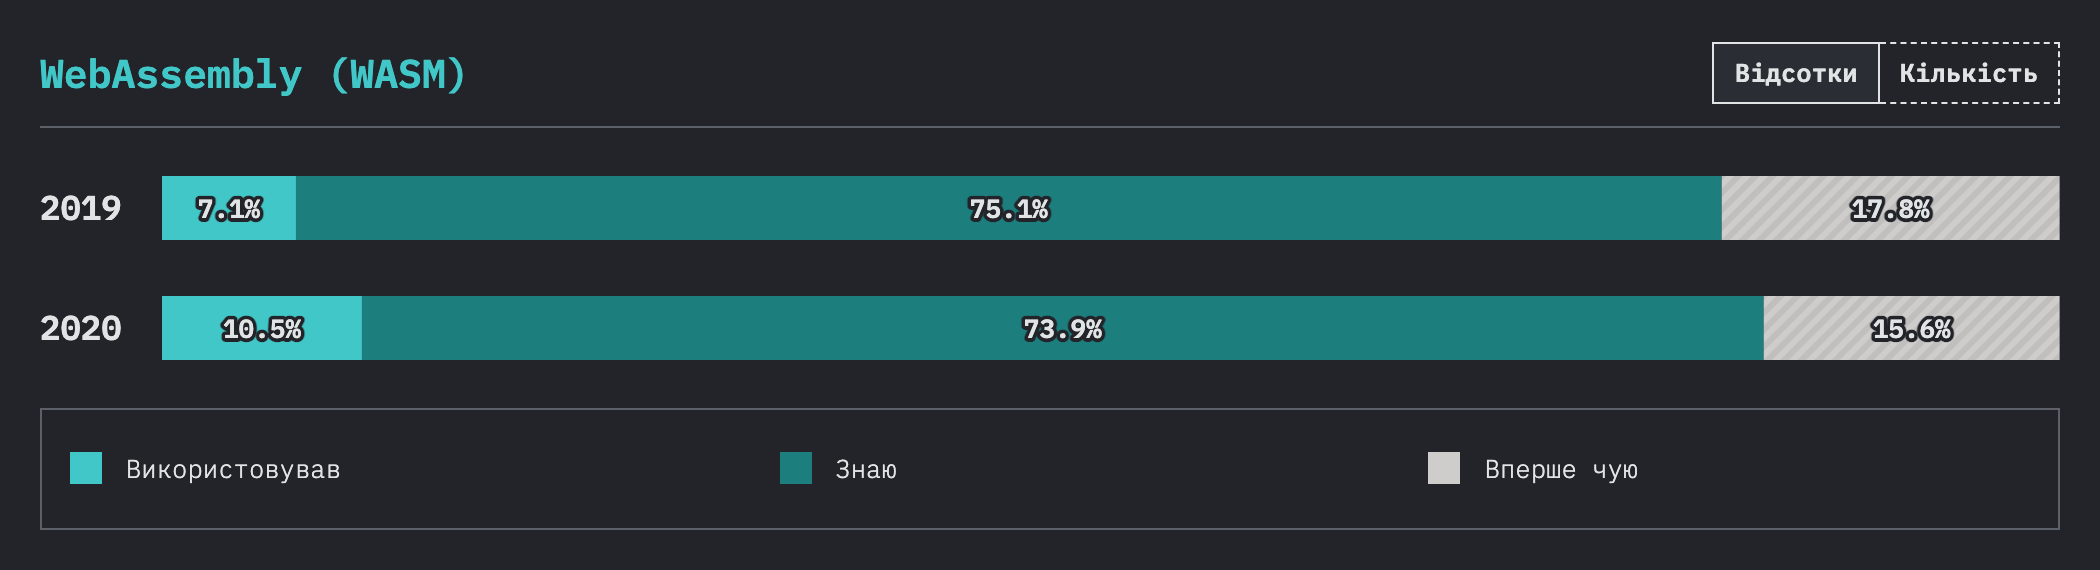 WebAssembly (WASM)
Відсотки Кількість
2019 7.1% 75.1% 17.8%
2020 10.5% 73.9% 15.6%
Використовував Знаю Вперше чую